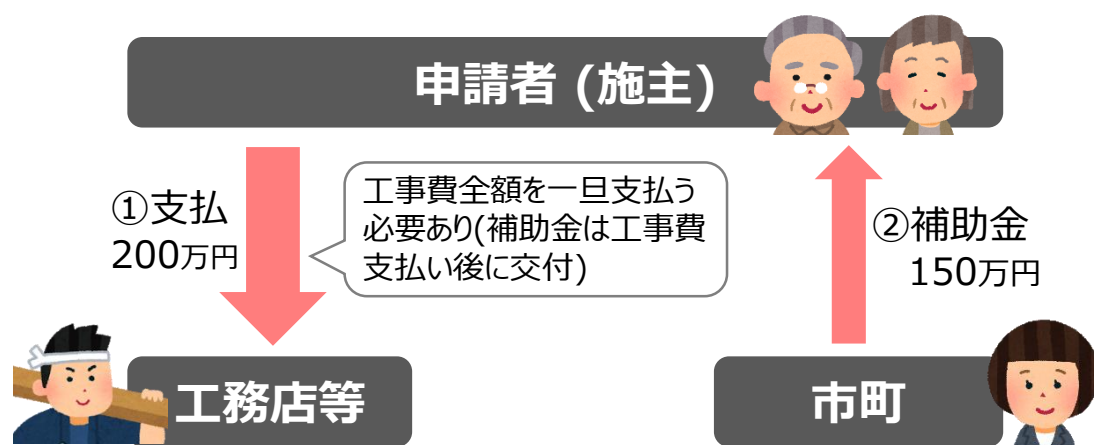 申請者 (施主)
①支払
200万円
工事費全額を一旦支払う
必要あり(補助金は工事費
支払い後に交付)
②補助金
150万円
工務店等
市町